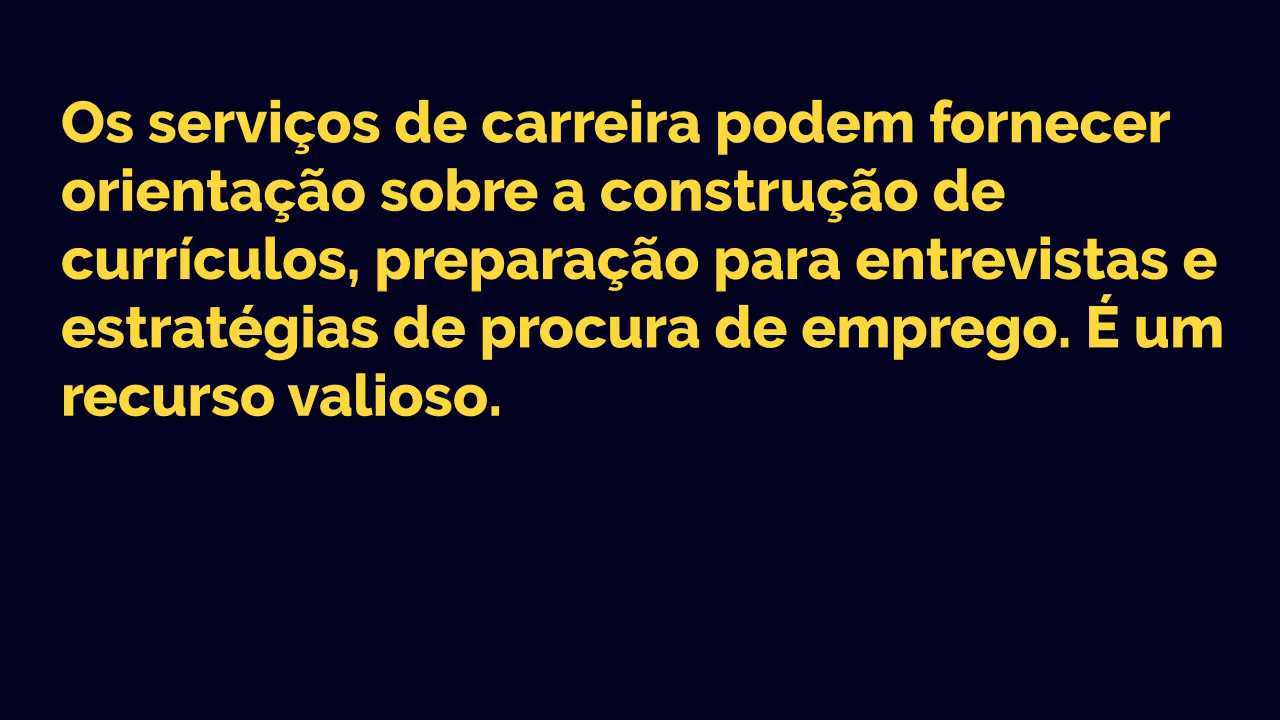 Os serviços de carreira podem fornecer
orientação sobre a construção de
currículos, preparação para entrevistas e
estratégias de procura de emprego. É um
recurso valioso.